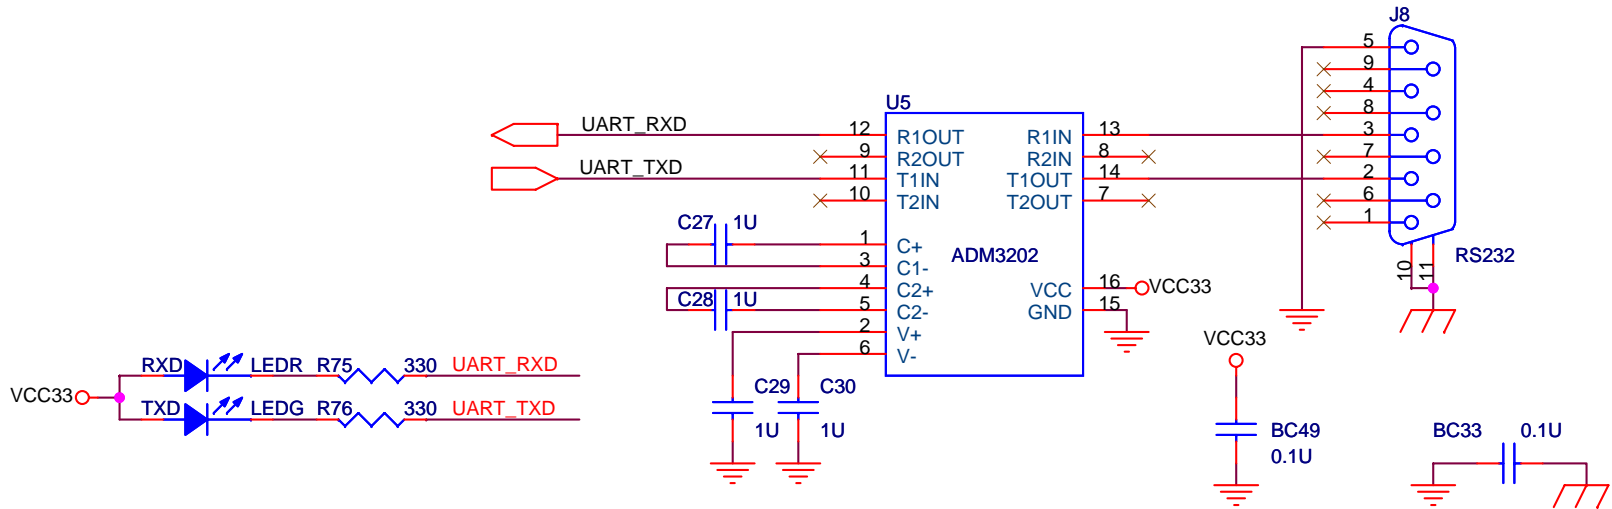 J8
5
9
4
8
3
7
2
6
1
10
11
RS232
U5
UART_RXD
UART_TXD
12 R1OUT R1IN 13
9 R2OUT R2IN 8
11 T1IN T1OUT 14
10 T2IN T2OUT 7
C27 1U
1 C+
3 C1-
ADM3202
4 C2+
C28 1U
5 C2-
2 V+
6 V-
VCC 16 VCC33
GND 15
C29
1U
C30
1U
VCC33
RXD LEDR R75 330 UART_RXD
TXD LEDG R76 330 UART_TXD
VCC33
BC49
0.1U
BC33 0.1U